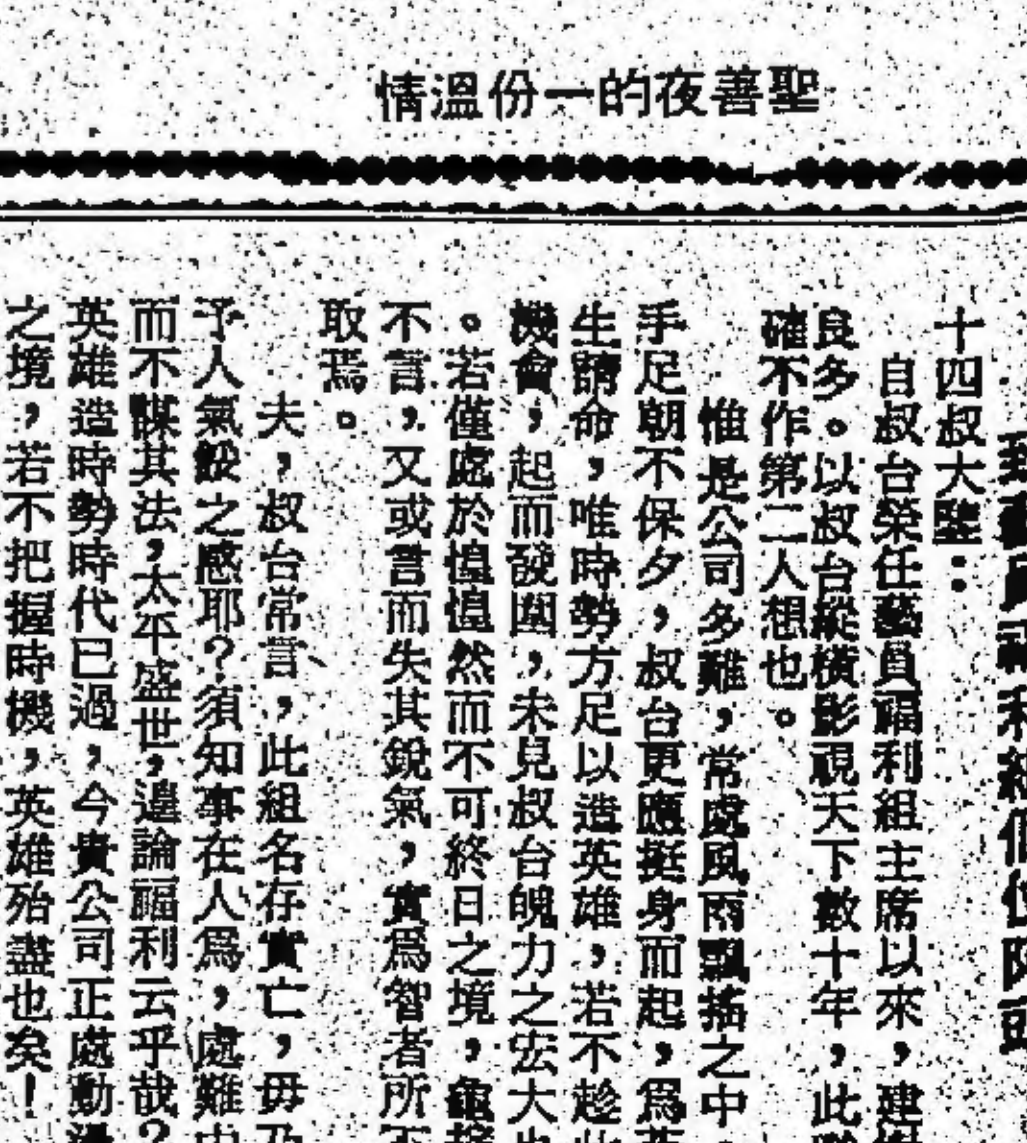 聖善夜的一份溫情
十四叔大鑒：
自叔台榮任藝員福利組主席以來，建
良多。以叔台縱橫影視天下數十年，此
確不作第二人想也。
惟是公司多難，常處風雨飄搖之中
手足朝不保夕，叔台更應挺身而起，爲
生請命，唯時勢方足以造英雄，若不趁此
機會，起而設圖，未見叔台魄力之宏大也
。若僅處於惶惶然而不可終日之境，龜
不言，又或言而失其銳氣，實爲智者所不
取焉。
夫，叔台常言，此組名存實亡，毋乃
予人氣餒之感耶？須知事在人爲，處難中
而不謀其法，太平盛世，遑論福利云乎哉？
英雄造時勢時代已過，今貴公司正處動
之境，若不把握時機，英雄殆盡也矣！